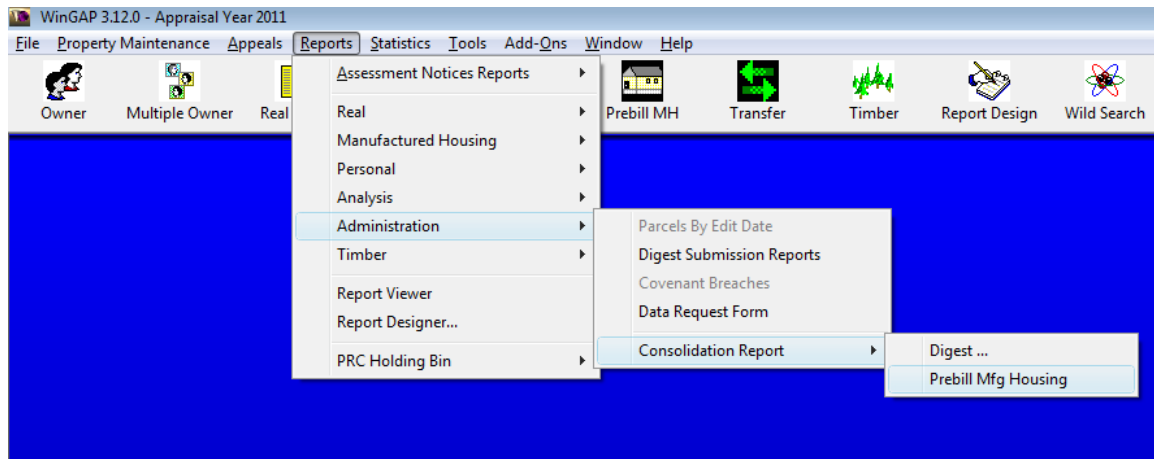 WinGAP 3.12.0 - Appraisal Year 2011
File Property Maintenance Appeals Reports Statistics Tools Add-Ons Window Help
Owner Multiple Owner Real Prebill MH Transfer Timber Report Design Wild Search
Assessment Notices Reports
Real
Manufactured Housing
Personal
Analysis
Administration
Timber
Report Viewer
Report Designer...
PRC Holding Bin
Parcels By Edit Date
Digest Submission Reports
Covenant Breaches
Data Request Form
Consolidation Report
Digest ...
Prebill Mfg Housing